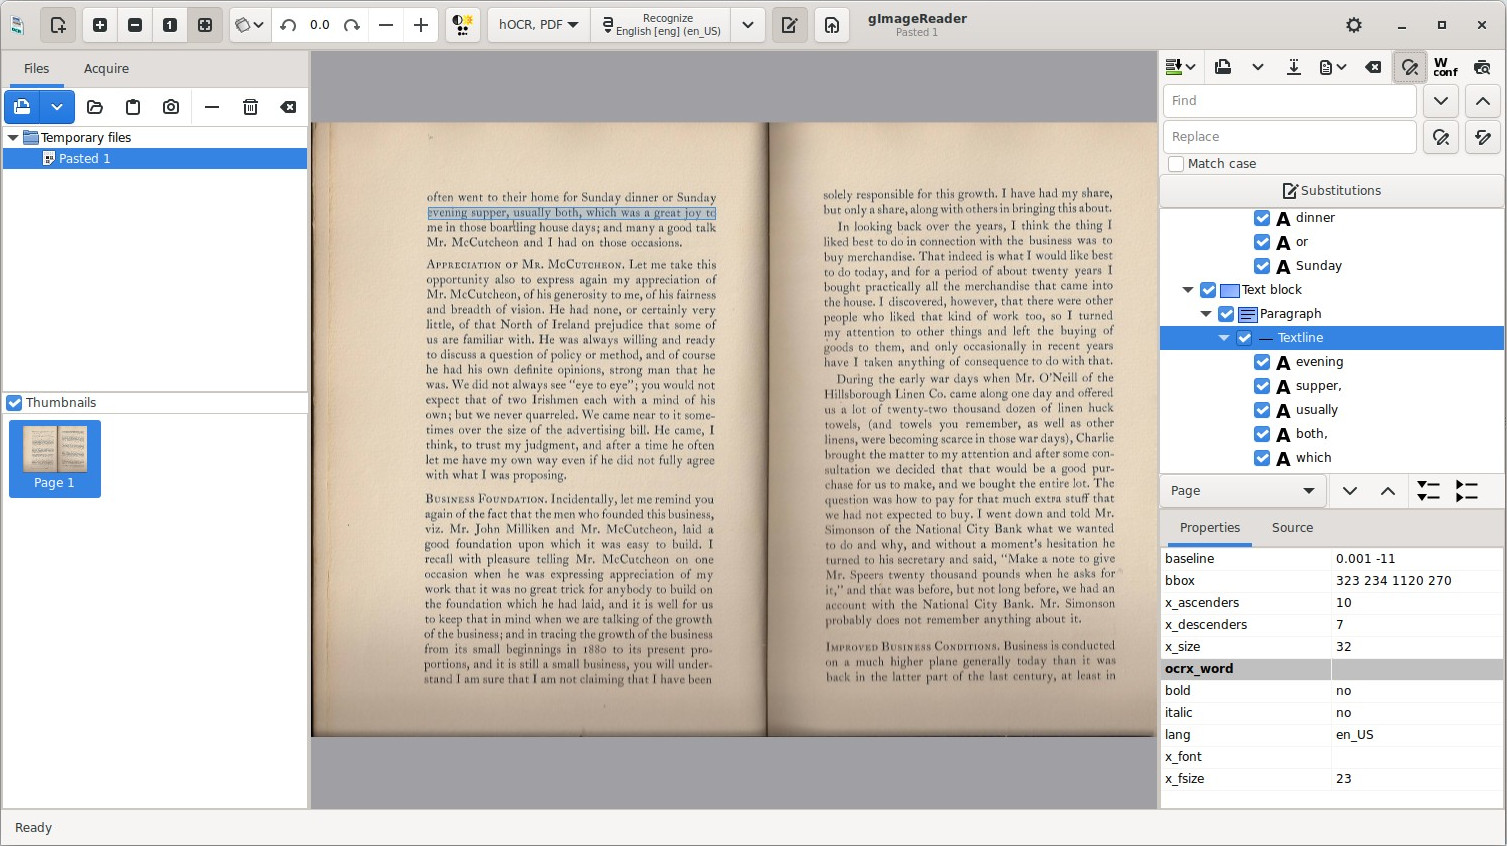 0.0
hOCR, PDF
Recognize
English [eng] (en_US)
gImageReader
Pasted 1
Files
Acquire
Temporary files
Pasted 1
Thumbnails
Page 1
often went to their home for Sunday dinner or Sunday
evening supper, usually both, which was a great joy to
me in those boarding house days; and many a good talk
Mr. McCutcheon and I had on those occasions.
APPRECIATION OF MR. MCCUTCHEON. Let me take this
opportunity also to express again my appreciation of
Mr. McCutcheon, of his generosity to me, of his fairness
and breadth of vision. He had none, or certainly very
little, of that North of Ireland prejudice that some of
us are familiar with. He was always willing and ready
to discuss a question of policy or method, and of course
he had his own definite opinions, strong man that he
was. We did not always see “eye to eye”; you would not
expect that of two Irishmen each with a mind of his
own; but we never quarreled. We came near to it some-
times over the size of the advertising bill. He came, I
think, to trust my judgment, and after a time he often
let me have my own way even if he did not fully agree
with what I was proposing.
BUSINESS FOUNDATION. Incidentally, let me remind you
again of the fact that the men who founded this business,
viz. Mr. John Milliken and Mr. McCutcheon, laid a
good foundation upon which it was easy to build. I
recall with pleasure telling Mr. McCutcheon on one
occasion when he was expressing appreciation of my
work that it was no great trick for anybody to build on
the foundation which he had laid, and it is well for us
to keep that in mind when we are talking of the growth
of the business; and in tracing the growth of the business
from its small beginnings in 1880 to its present pro-
portions, and it is still a small business, you will under-
stand I am sure that I am not claiming that I have been
solely responsible for this growth. I have had my share,
but only a share, along with others in bringing this about.
In looking back over the years, I think the thing I
liked best to do in connection with the business was to
buy merchandise. That indeed is what I would like best
to do today, and for a period of about twenty years I
bought practically all the merchandise that came into
the house. I discovered, however, that there were other
people who liked that kind of work too, so I turned
my attention to other things and left the buying of
goods to them, and only occasionally in recent years
have I taken anything of consequence to do with that.
During the early war days when Mr. O’Neill of the
Hillsborough Linen Co. came along one day and offered
us a lot of twenty-two thousand dozen of linen huck
towels, (and towels you remember, as well as other
linens, were becoming scarce in those war days), Charlie
brought the matter to my attention and after some con-
sultation we decided that that would be a good pur-
chase for us to make, and we bought the entire lot. The
question was how to pay for that much extra stuff that
we had not expected to buy. I went down and told Mr.
Simonson of the National City Bank what we wanted
to do and why, and without a moment’s hesitation he
turned to his secretary and said, “Make a note to give
Mr. Speers twenty thousand pounds when he asks for
it,” and that was before, but not long before, we had an
account with the National City Bank. Mr. Simonson
probably does not remember anything about it.
IMPROVED BUSINESS CONDITIONS. Business is conducted
on a much higher plane generally today than it was
back in the latter part of the last century, at least in
W
conf
Find
Replace
Match case
Substitutions
A dinner
A or
A Sunday
Text block
Paragraph
Textline
A evening
A supper,
A usually
A both,
A which
Page
Properties
Source
baseline 0.001 -11
bbox 323 234 1120 270
x_ascenders 10
x_descenders 7
x_size 32
ocrx_word
bold no
italic no
lang en_US
x_font
x_fsize 23
Ready